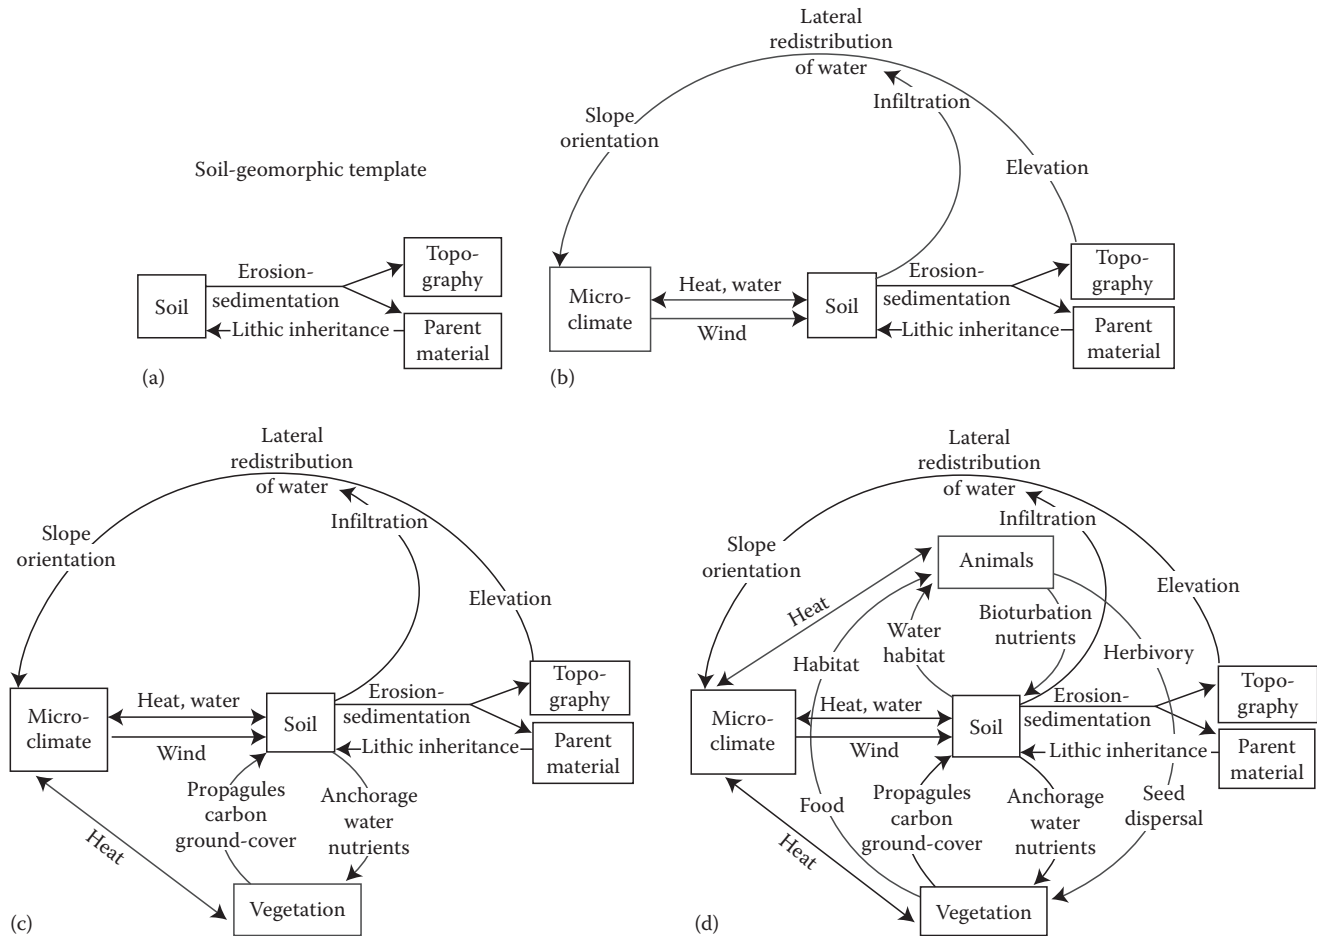 Soil-geomorphic template
Soil
Erosion-
sedimentation
Lithic inheritance
Topo-
graphy
Parent
material
(a)
Lateral
redistribution
of water
Infiltration
Slope
orientation
Elevation
Micro-
climate
Heat, water
Wind
Soil
Erosion-
sedimentation
Lithic inheritance
Topo-
graphy
Parent
material
(b)
Lateral
redistribution
of water
Infiltration
Slope
orientation
Elevation
Micro-
climate
Heat, water
Wind
Soil
Erosion-
sedimentation
Lithic inheritance
Topo-
graphy
Parent
material
Propagules
carbon
ground-cover
Anchorage
water
nutrients
Heat
Vegetation
(c)
Lateral
redistribution
of water
Infiltration
Slope
orientation
Animals
Elevation
Heat
Bioturbation
nutrients
Water
habitat
Habitat
Herbivory
Micro-
climate
Heat, water
Wind
Soil
Erosion-
sedimentation
Lithic inheritance
Topo-
graphy
Parent
material
Food
Propagules
carbon
ground-cover
Anchorage
water
nutrients
Seed
dispersal
Heat
Vegetation
(d)